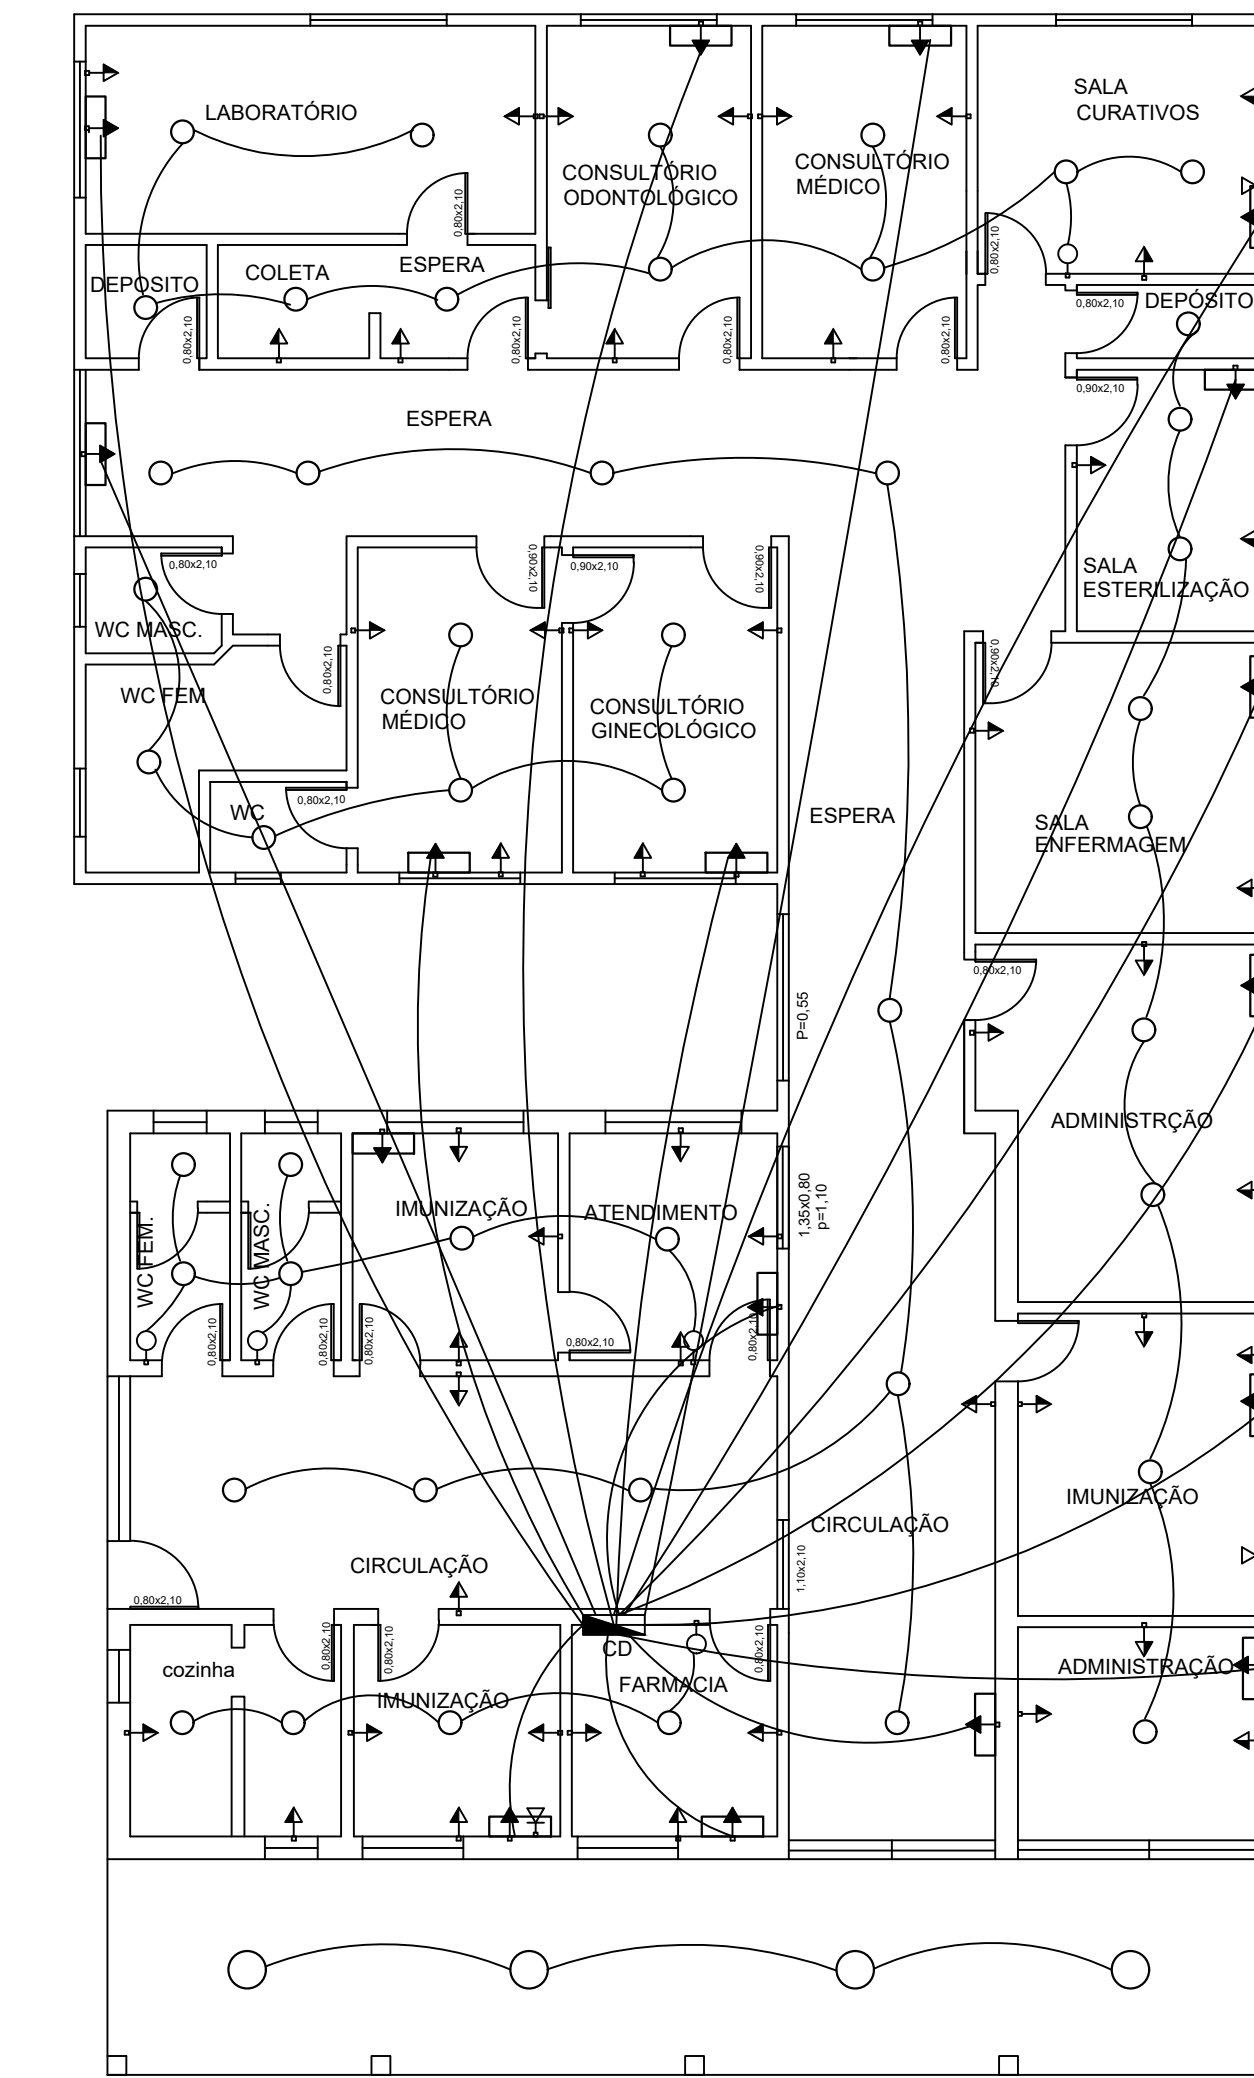 LABORATÓRIO
SALA
CURATIVOS
CONSULTÓRIO
ODONTOLÓGICO
CONSULTÓRIO
MÉDICO
0,80x2,10
0,80x2,10
DEPOSITO
COLETA
ESPERA
0,80x2,10
DEPÓSITO
0,80x2,10
0,80x2,10
0,80x2,10
0,80x2,10
0,90x2,10
ESPERA
0,80x2,10
0,90x2,10
0,90x2,10
0,90x2,10
SALA
ESTERILIZAÇÃO
WC MASC.
0,80x2,10
0,90x2,10
WC FEM
CONSULTÓRIO
MÉDICO
CONSULTÓRIO
GINECOLÓGICO
0,80x2,10
WC
ESPERA
SALA
ENFERMAGEM
0,80x2,10
P=0,55
ADMINISTRÇÃO
IMUNIZAÇÃO
ATENDIMENTO
1,35x0,80
p=1,10
WC FEM.
WC MASC.
0,80x2,10
0,80x2,10
0,80x2,10
0,80x2,10
0,80x2,10
IMUNIZAÇÃO
CIRCULAÇÃO
CIRCULAÇÃO
1,10x2,10
0,80x2,10
CD
cozinha
0,80x2,10
0,80x2,10
IMUNIZAÇÃO
FARMACIA
0,80x2,10
ADMINISTRAÇÃO